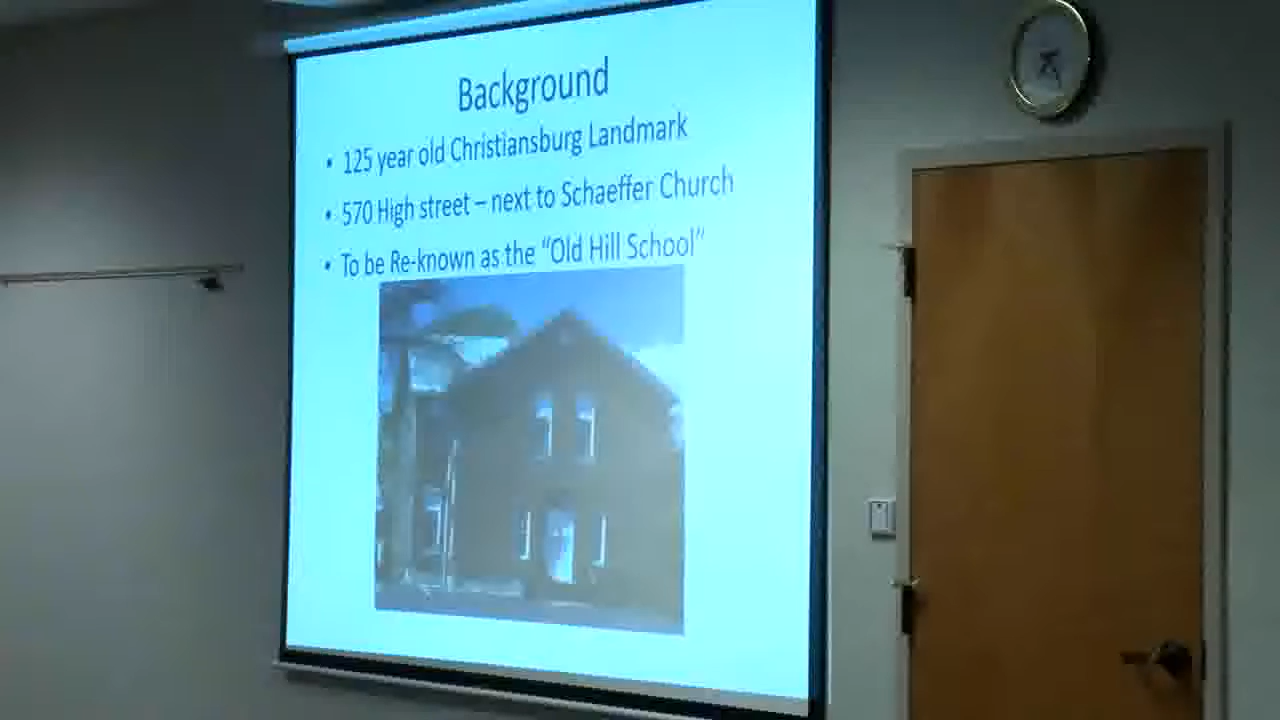 Background
• 125 year old Christiansburg Landmark
• 570 High street – next to Schaeffer Church
• To be Re-known as the “Old Hill School”